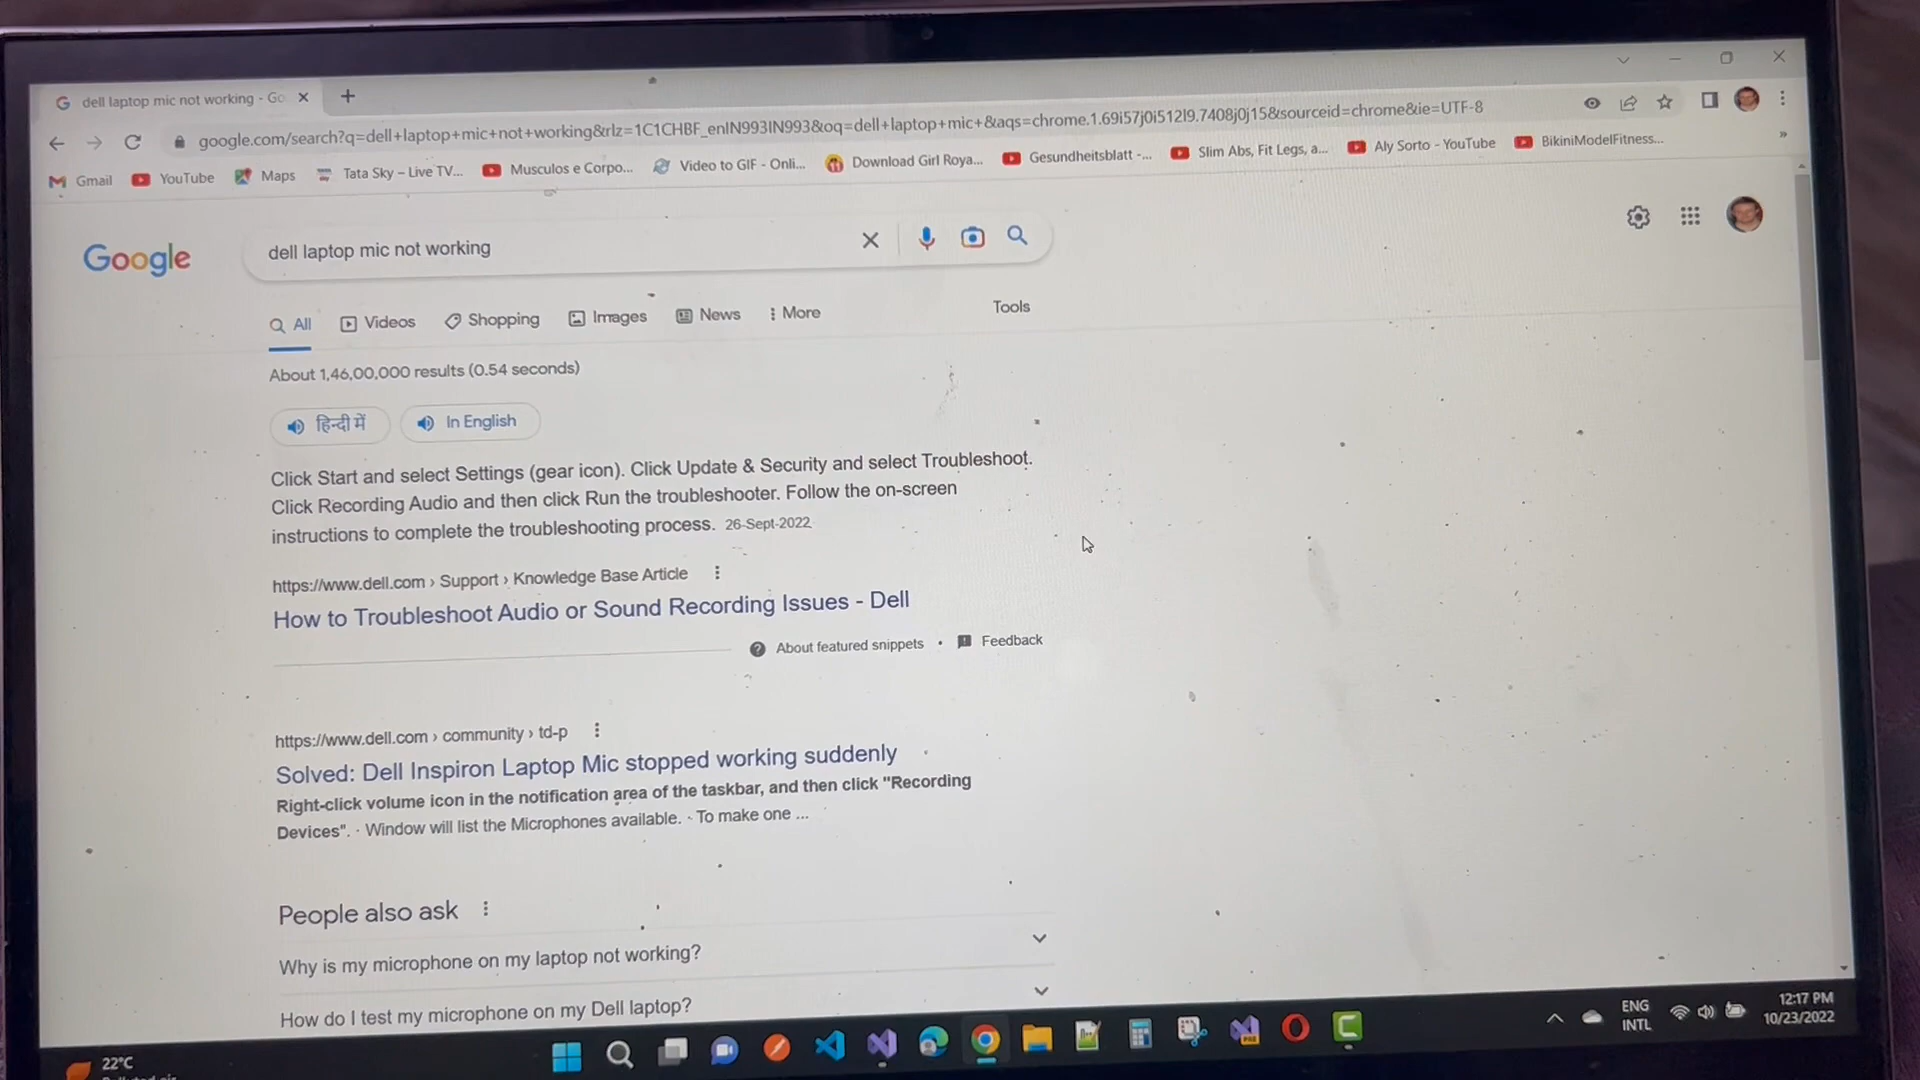 dell laptop mic not working - Go
google.com/search?q=dell+laptop+mic+not+working&rlz=1C1CHBF_enIN993IN993&oq=dell+laptop+mic+&aqs=chrome.1.69i57j0i512l9.7408j0j15&sourceid=chrome&ie=UTF-8
Gmail YouTube Maps Tata Sky – Live TV... Musculos e Corpo... Video to GIF - Onli... Download Girl Roya... Gesundheitsblatt -... Slim Abs, Fit Legs, a... Aly Sorto - YouTube BikiniModelFitness...
Google
dell laptop mic not working
All Videos Shopping Images News More Tools
About 1,46,00,000 results (0.54 seconds)
हिन्दी में In English
Click Start and select Settings (gear icon). Click Update & Security and select Troubleshoot.
Click Recording Audio and then click Run the troubleshooter. Follow the on-screen
instructions to complete the troubleshooting process. 26-Sept-2022
https://www.dell.com › Support › Knowledge Base Article
How to Troubleshoot Audio or Sound Recording Issues - Dell
About featured snippets • Feedback
https://www.dell.com › community › td-p
Solved: Dell Inspiron Laptop Mic stopped working suddenly
Right-click volume icon in the notification area of the taskbar, and then click "Recording
Devices". · Window will list the Microphones available. · To make one ...
People also ask
Why is my microphone on my laptop not working?
How do I test my microphone on my Dell laptop?
22°C
ENG
INTL
12:17 PM
10/23/2022